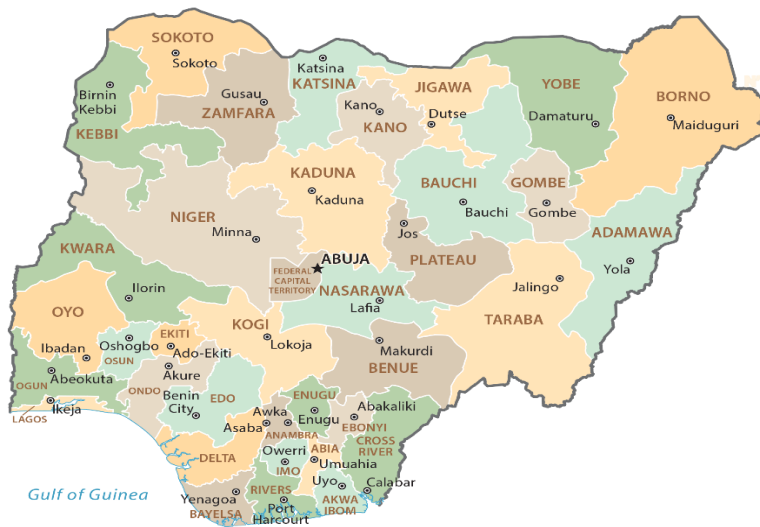 SOKOTO
Sokoto
Katsina
KATSINA
JIGAWA
YOBE
BORNO
Birnin
Kebbi
Gusau
ZAMFARA
Kano
KANO
Dutse
Damaturu
Maiduguri
KEBBI
KADUNA
Kaduna
BAUCHI
Bauchi
GOMBE
Gombe
NIGER
Minna
Jos
ADAMAWA
Yola
KWARA
ABUJA
FEDERAL
CAPITAL
TERRITORY
PLATEAU
NASARAWA
Lafia
Jalingo
TARABA
Ilorin
OYO
Ibadan
KOGI
Lokoja
Oshogbo
OSUN
EKITI
Ado-Ekiti
Makurdi
BENUE
OGUN
Abeokuta
ONDO
Akure
EDO
Benin
City
ENUGU
Enugu
Abakaliki
EBONYI
CROSS
RIVER
LAGOS
Ikeja
Awka
Asaba
ANAMBRA
DELTA
Owerri
IMO
ABIA
Umuahia
Gulf of Guinea
Yenagoa
BAYELSA
RIVERS
Port
Harcourt
Uyo
AKWA
IBOM
Calabar